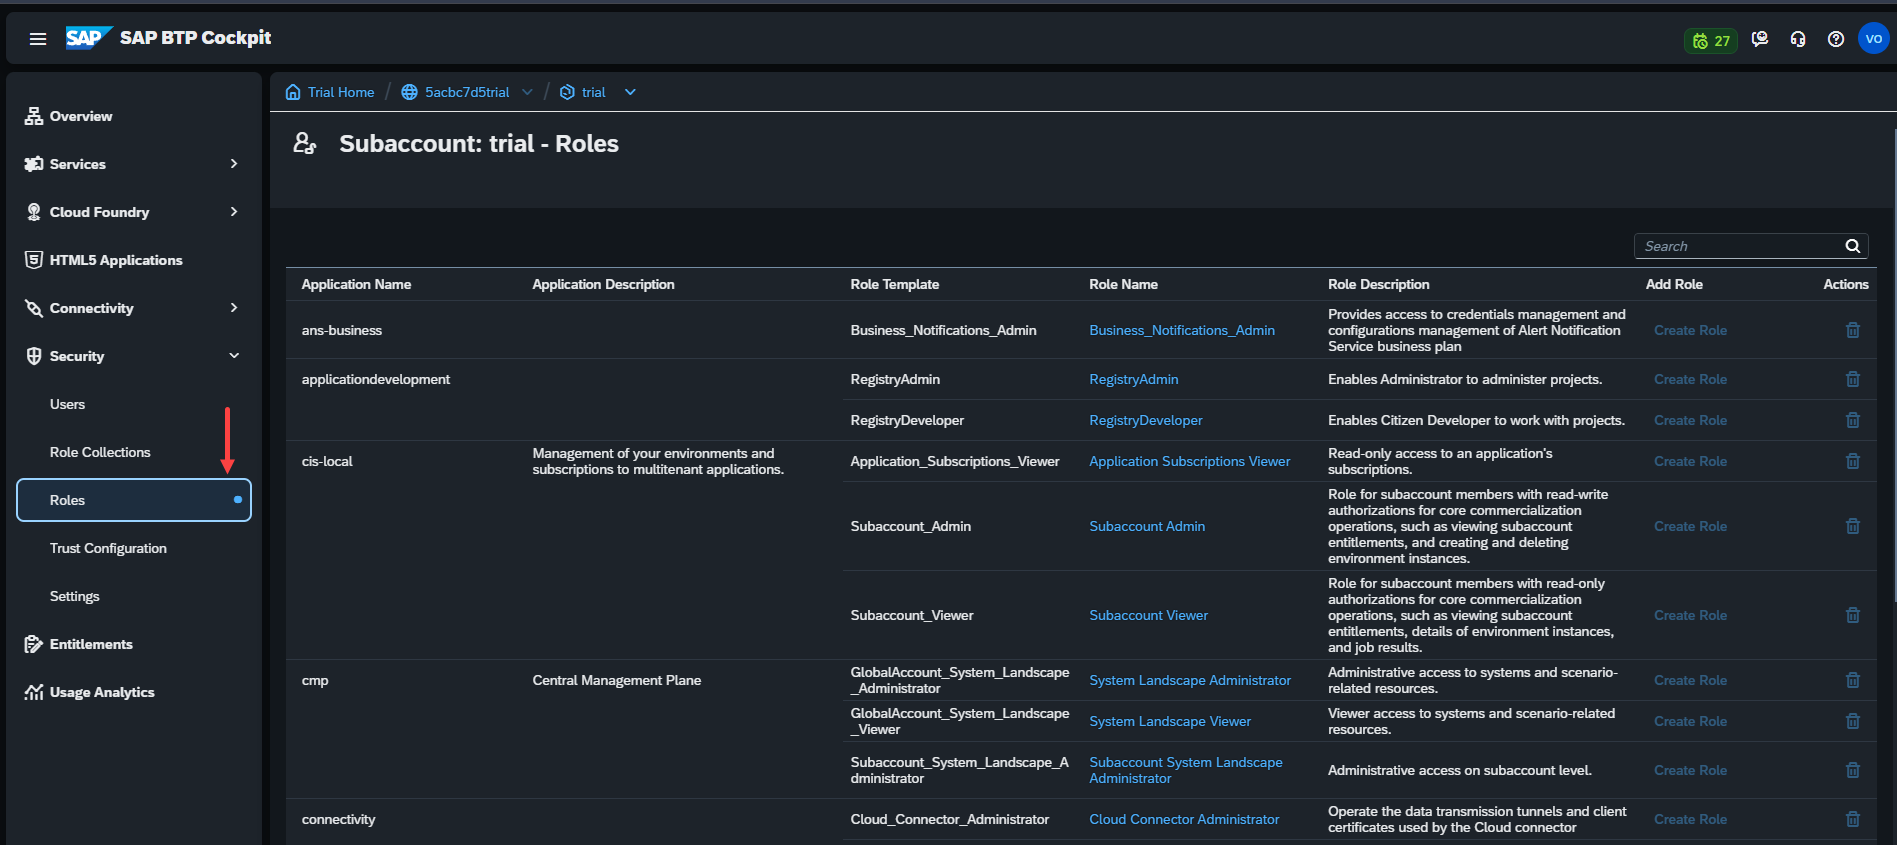 SAP SAP BTP Cockpit
27
VO
Overview
Services
Cloud Foundry
HTML5 Applications
Connectivity
Security
Users
Role Collections
Roles
Trust Configuration
Settings
Entitlements
Usage Analytics
Trial Home / 5acbc7d5trial / trial
Subaccount: trial - Roles
Search
Application Name Application Description Role Template Role Name Role Description Add Role Actions
ans-business Business_Notifications_Admin Business_Notifications_Admin
Provides access to credentials management and
configurations management of Alert Notification
Service business plan
Create Role
applicationdevelopment RegistryAdmin RegistryAdmin Enables Administrator to administer projects. Create Role
RegistryDeveloper RegistryDeveloper Enables Citizen Developer to work with projects. Create Role
cis-local
Management of your environments and
subscriptions to multitenant applications.
Application_Subscriptions_Viewer Application Subscriptions Viewer
Read-only access to an application's
subscriptions.
Create Role
Subaccount_Admin Subaccount Admin
Role for subaccount members with read-write
authorizations for core commercialization
operations, such as viewing subaccount
entitlements, and creating and deleting
environment instances.
Create Role
Subaccount_Viewer Subaccount Viewer
Role for subaccount members with read-only
authorizations for core commercialization
operations, such as viewing subaccount
entitlements, details of environment instances,
and job results.
Create Role
cmp Central Management Plane
GlobalAccount_System_Landscape
_Administrator
System Landscape Administrator
Administrative access to systems and scenario-
related resources.
Create Role
GlobalAccount_System_Landscape
_Viewer
System Landscape Viewer
Viewer access to systems and scenario-related
resources.
Create Role
Subaccount_System_Landscape_A
dministrator
Subaccount System Landscape
Administrator
Administrative access on subaccount level.
Create Role
connectivity Cloud_Connector_Administrator Cloud Connector Administrator
Operate the data transmission tunnels and client
certificates used by the Cloud connector
Create Role